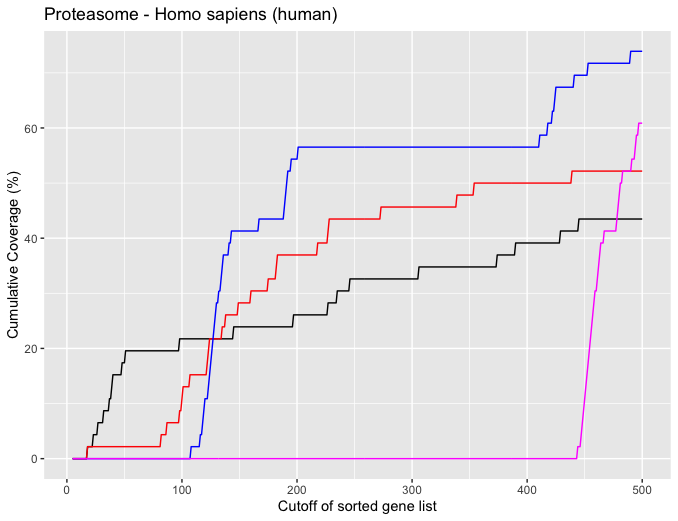 Proteasome - Homo sapiens (human)
Cumulative Coverage (%)
60
40
20
0
0 100 200 300 400 500
Cutoff of sorted gene list